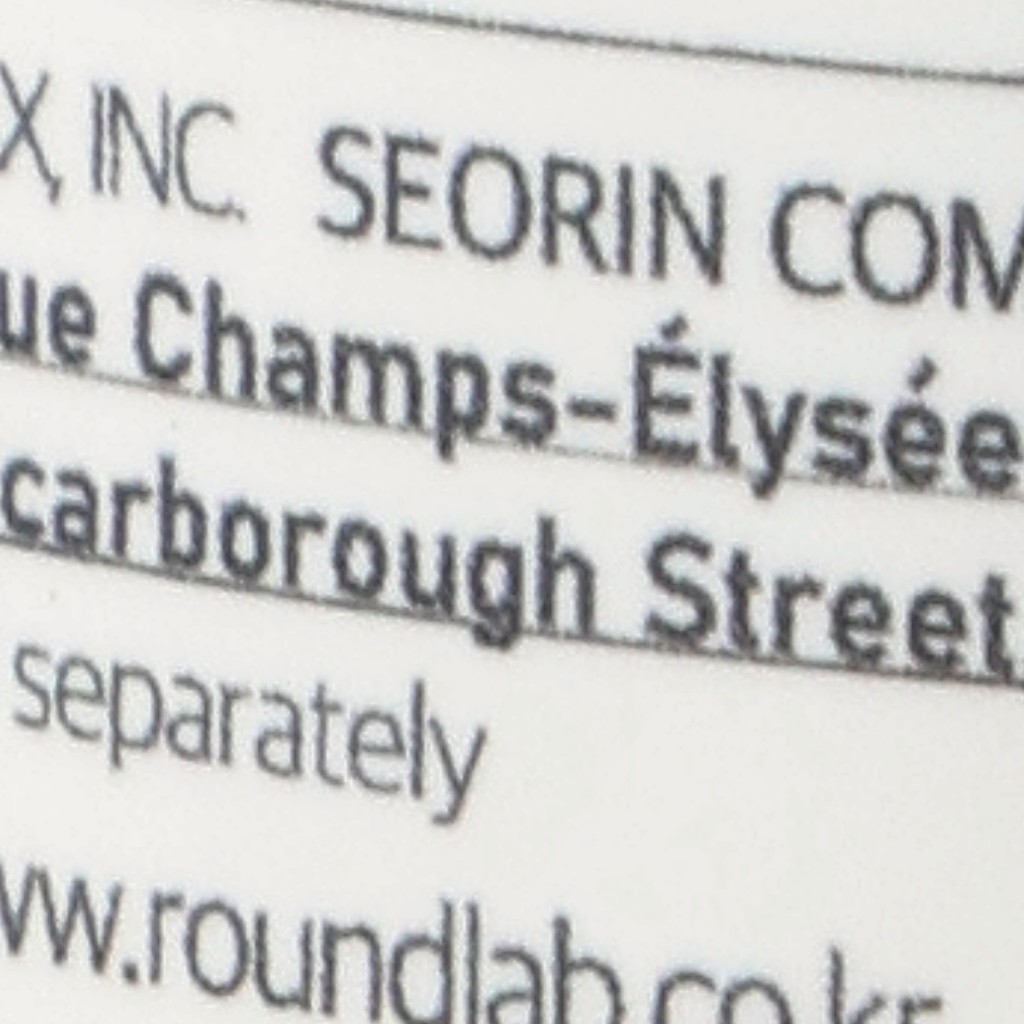 X, INC. SEORIN COM
ue Champs-Élysée
carborough Street,
separately
ww.roundlab.co.kr